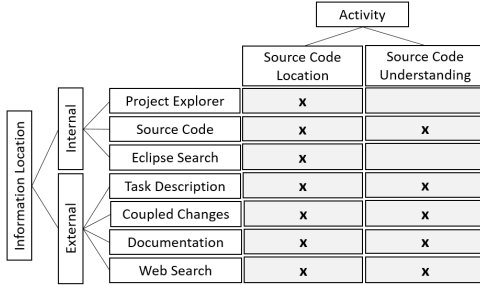 Activity
Source Code
Location
Source Code
Understanding
Information Location
Internal
Project Explorer x
Source Code x x
Eclipse Search x
External
Task Description x x
Coupled Changes x x
Documentation x x
Web Search x x